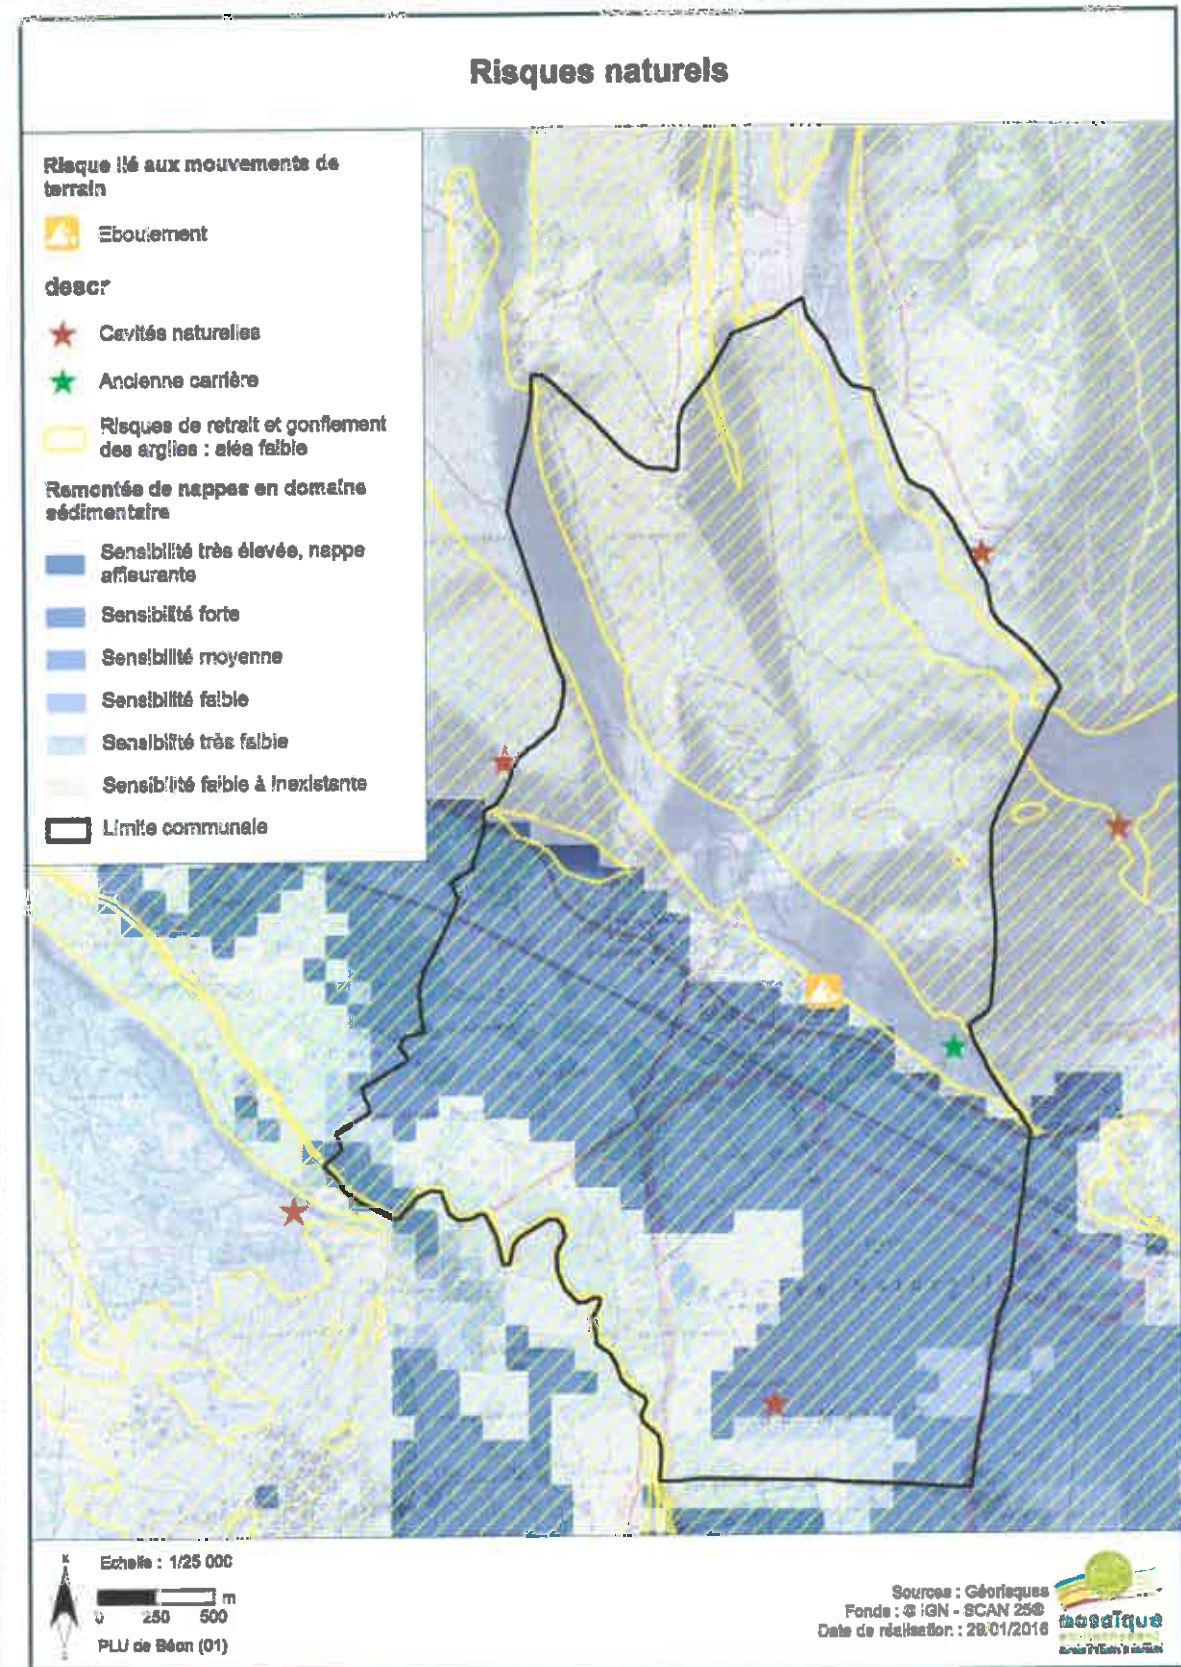 Risques naturels
Risque lié aux mouvements de
terrain
Eboulement
descr
Cavités naturelles
Ancienne carrière
Risques de retrait et gonflement
des argiles : aléa faible
Remontée de nappes en domaine
sédimentaire
Sensibilité très élevée, nappe
affleurante
Sensibilité forte
Sensibilité moyenne
Sensibilité faible
Sensibilité très faible
Sensibilité faible à inexistante
Limite communale
N
Echelle : 1/25 000
m
0 250 500
PLU de Béon (01)
Sources : Géorisques
Fonds : © IGN - SCAN 25®
Date de réalisation : 29/01/2016
mosaïque